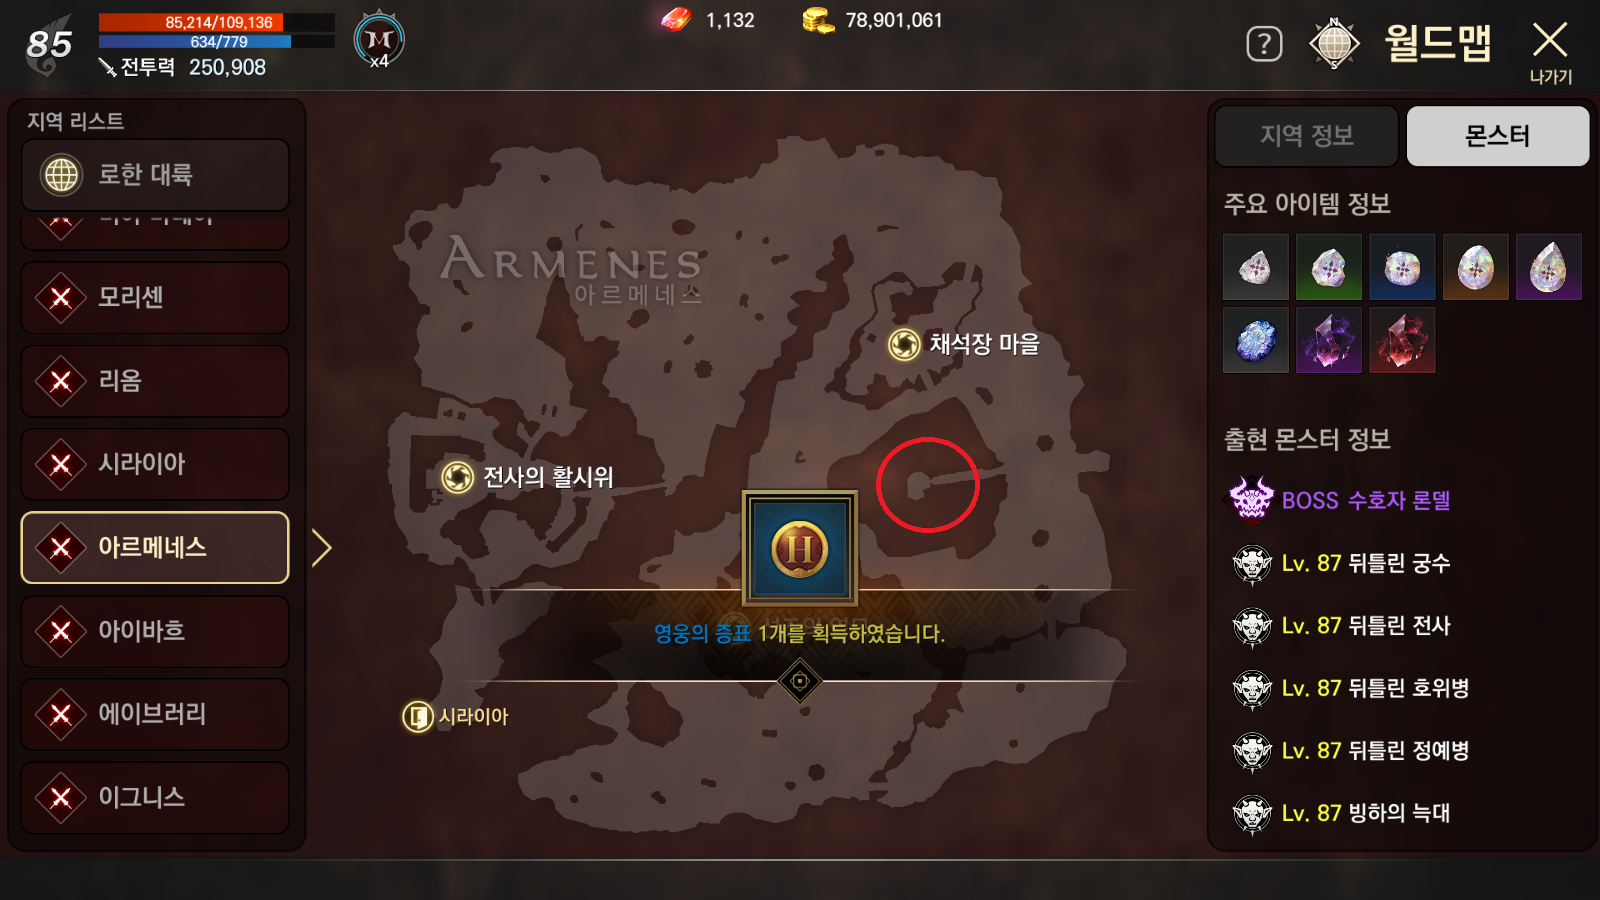 85
85,214/109,136
634/779
전투력 250,908
M
x4
1,132
78,901,061
?
N
S
월드맵
나가기
지역 리스트
로한 대륙
모리센
리옴
시라이아
아르메네스
아이바흐
에이브러리
이그니스
ARMENES
아르메네스
채석장 마을
전사의 활시위
H
영웅의 증표 1개를 획득하였습니다.
시라이아
지역 정보
몬스터
주요 아이템 정보
출현 몬스터 정보
BOSS 수호자 론델
Lv. 87 뒤틀린 궁수
Lv. 87 뒤틀린 전사
Lv. 87 뒤틀린 호위병
Lv. 87 뒤틀린 정예병
Lv. 87 빙하의 늑대